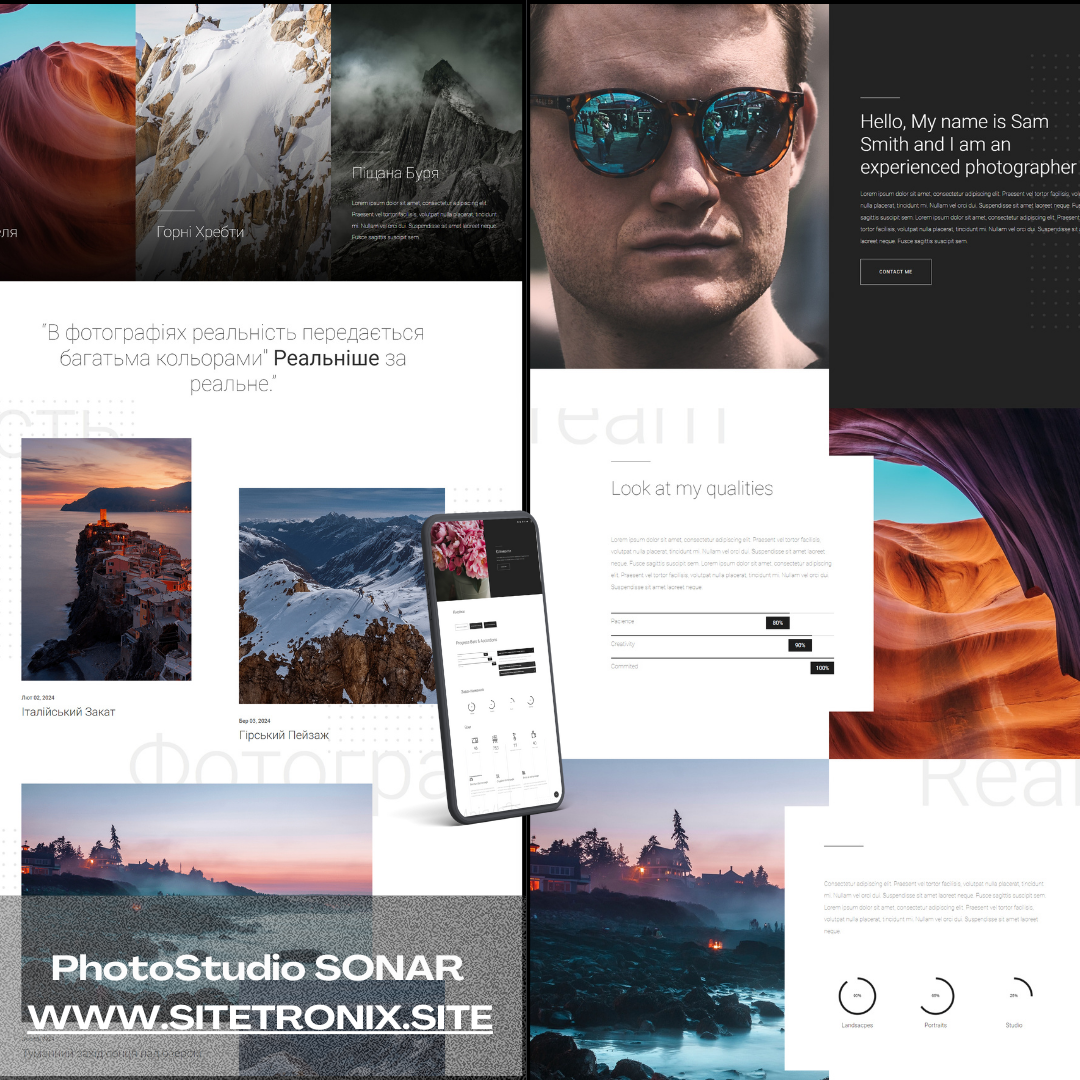 еля
Горні Хребти
Піщана Буря
Lorem ipsum dolor sit amet, consectetur adipiscing elit.
Praesent vel tortor facilisis, volutpat nulla placerat, tincidunt
mi. Nullam vel orci dui. Suspendisse sit amet laoreet neque.
Fusce sagittis suscipit sem.
"В фотографіях реальність передається
багатьма кольорами" Реальніше за
реальне."
сть
Лют 02, 2024
Італійський Закат
Бер 03, 2024
Гірський Пейзаж
Фотогра
PhotoStudio SONAR
WWW.SITETRONIX.SITE
Туманний захід сонця над озером
Hello, My name is Sam
Smith and I am an
experienced photographer
Lorem ipsum dolor sit amet, consectetur adipiscing elit. Praesent vel tortor facilisis,
nulla placerat, tincidunt mi. Nullam vel orci dui. Suspendisse sit amet laoreet neque.
sagittis suscipit sem. Lorem ipsum dolor sit amet, consectetur adipiscing elit. Praesent
tortor facilisis, volutpat nulla placerat, tincidunt mi. Nullam vel orci dui. Suspendisse sit
laoreet neque. Fusce sagittis suscipit sem.
CONTACT ME
Team
Look at my qualities
Lorem ipsum dolor sit amet, consectetur adipiscing elit. Praesent vel tortor facilisis,
volutpat nulla placerat, tincidunt mi. Nullam vel orci dui. Suspendisse sit amet laoreet
neque. Fusce sagittis suscipit sem. Lorem ipsum dolor sit amet, consectetur adipiscing
elit. Praesent vel tortor facilisis, volutpat nulla placerat, tincidunt mi. Nullam vel orci dui.
Suspendisse sit amet laoreet neque.
Pacience
80%
Creativity
90%
Commited
100%
Real
Consectetur adipiscing elit. Praesent vel tortor facilisis, volutpat nulla placerat, tincidunt
mi. Nullam vel orci dui. Suspendisse sit amet laoreet neque. Fusce sagittis suscipit sem.
Lorem ipsum dolor sit amet, consectetur adipiscing elit. Praesent vel tortor facilisis,
volutpat nulla placerat, tincidunt mi. Nullam vel orci dui. Suspendisse sit amet laoreet
neque.
Landsacpes
Portraits
25%
Studio